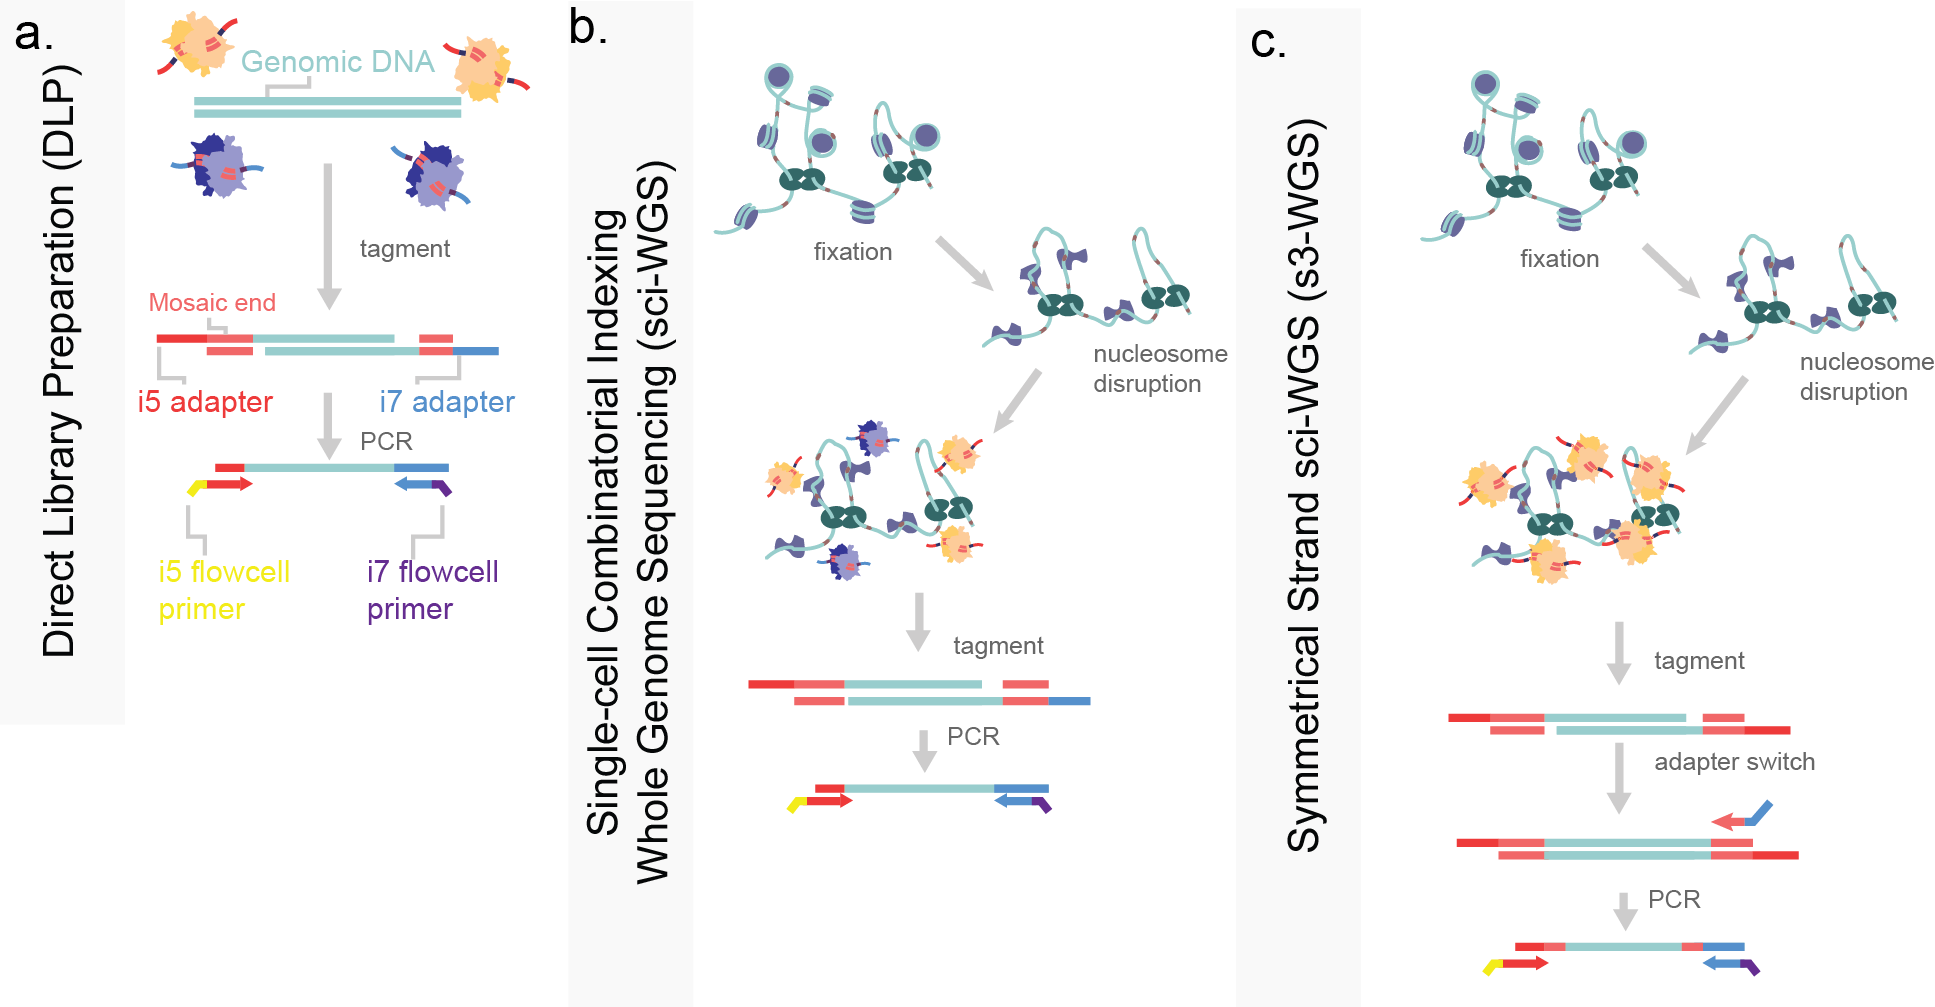 a.
Direct Library Preparation (DLP)
Genomic DNA
tagment
Mosaic end
i5 adapter
i7 adapter
PCR
i5 flowcell
primer
i7 flowcell
primer
b.
Single-cell Combinatorial Indexing
Whole Genome Sequencing (sci-WGS)
fixation
nucleosome
disruption
tagment
PCR
c.
Symmetrical Strand sci-WGS (s3-WGS)
fixation
nucleosome
disruption
tagment
adapter switch
PCR